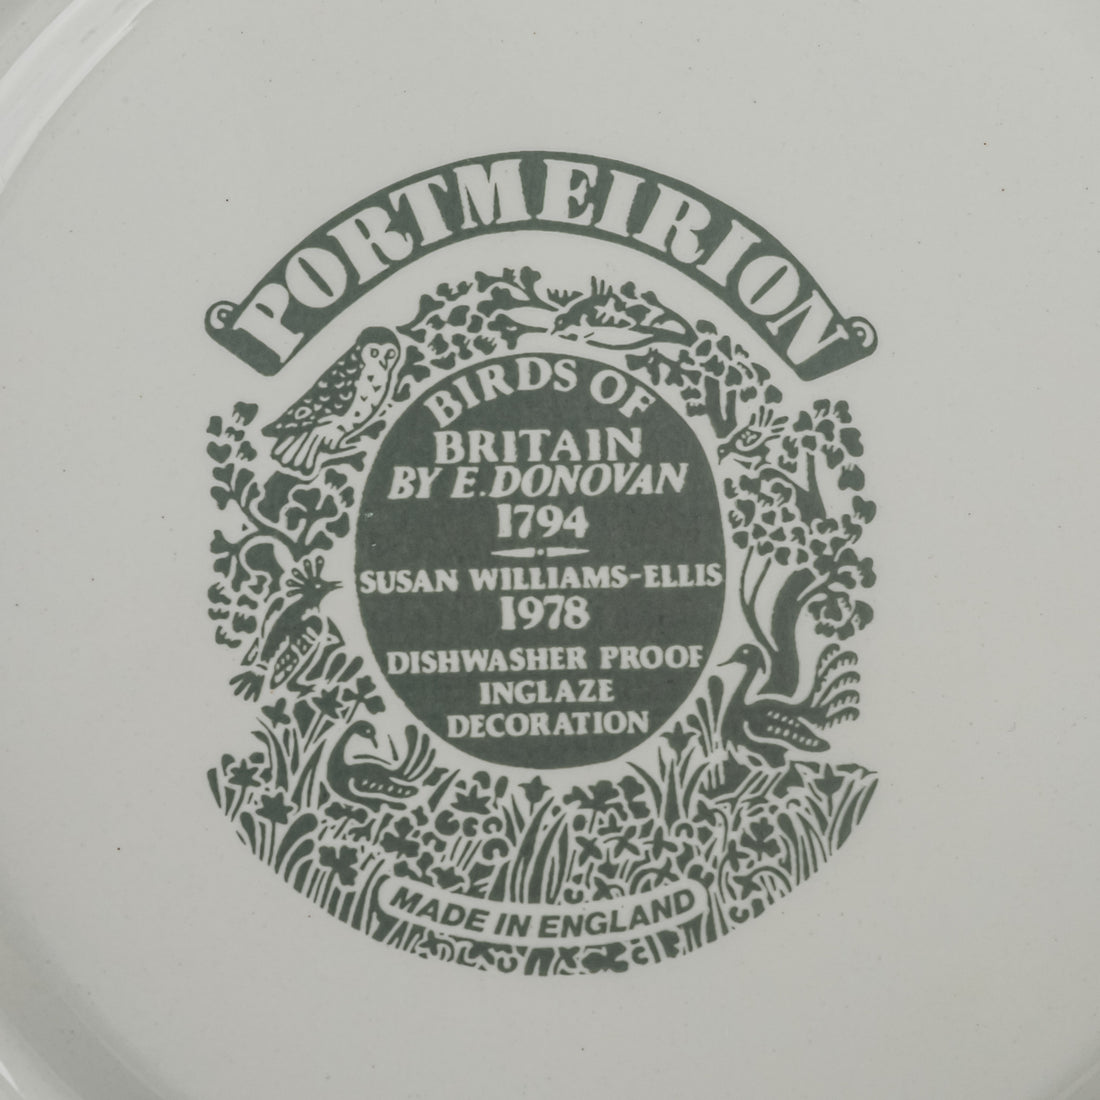 PORTMEIRION
BIRDS OF
BRITAIN
BY E. DONOVAN
1794
SUSAN WILLIAMS-ELLIS
1978
DISHWASHER PROOF
INGLAZE
DECORATION
MADE IN ENGLAND